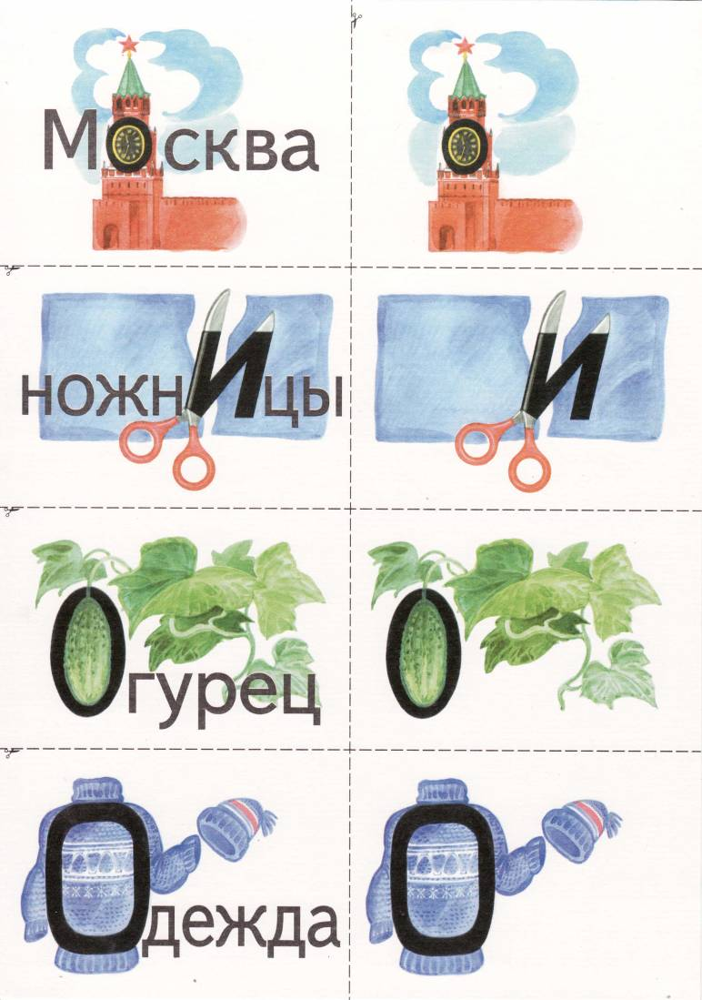 Москва
ножницы
и
Огурец
О
Одежда
О